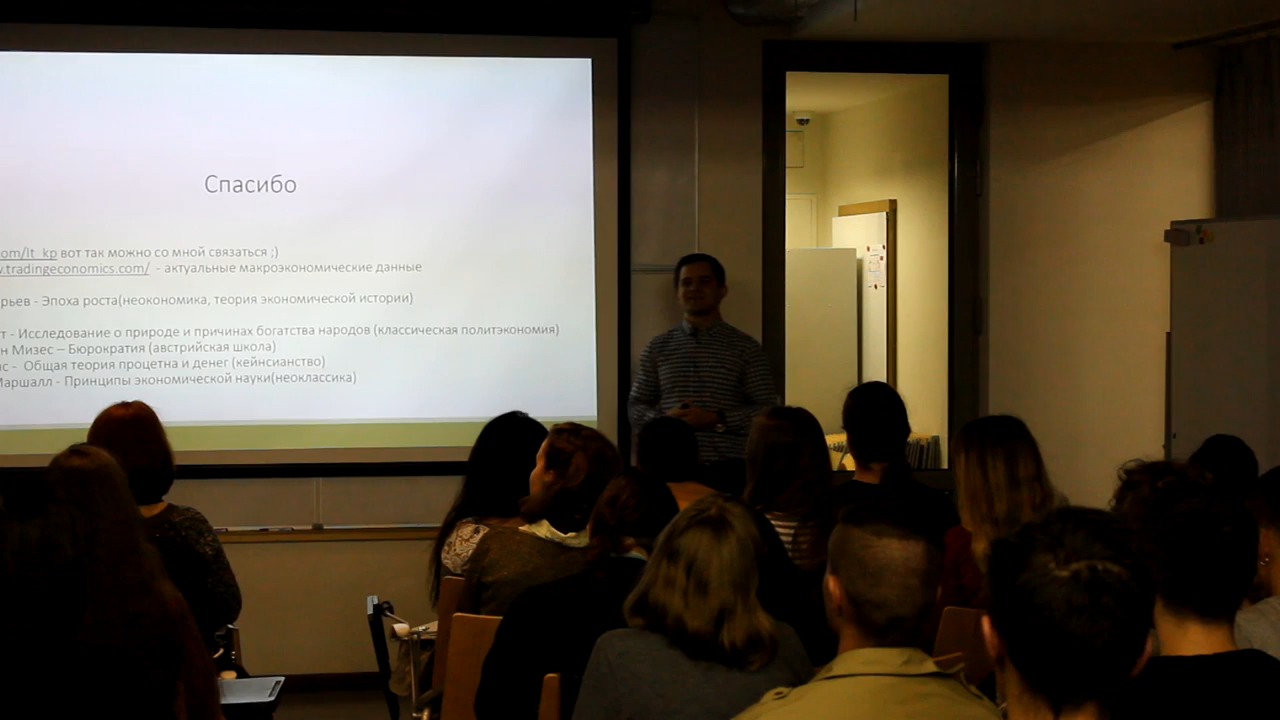 Спасибо
om/lt_kp вот так можно со мной связаться ;)
.tradingeconomics.com/ - актуальные макроэкономические данные
рьев - Эпоха роста(неокономика, теория экономической истории)
т - Исследование о природе и причинах богатства народов (классическая политэкономия)
н Мизес – Бюрократия (австрийская школа)
с - Общая теория процетна и денег (кейнсианство)
Маршалл - Принципы экономической науки(неоклассика)